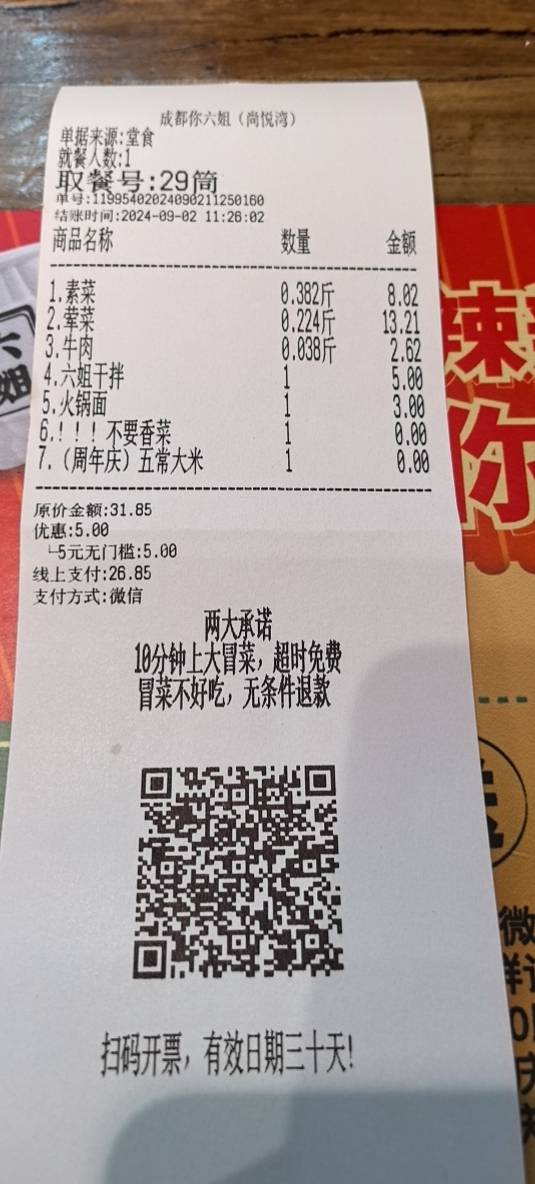 成都你六姐（尚悦湾）
单据来源:堂食
就餐人数:1
取餐号:29筒
单号:11995402024090211250160
结账时间:2024-09-02 11:26:02
商品名称 数量 金额
1.素菜 0.382斤 8.02
2.荤菜 0.224斤 13.21
3.牛肉 0.038斤 2.62
4.六姐干拌 1 5.00
5.火锅面 1 3.00
6.！！！不要香菜 1 0.00
7.（周年庆）五常大米 1 0.00
原价金额:31.85
优惠:5.00
└5元无门槛:5.00
线上支付:26.85
支付方式:微信
两大承诺
10分钟上大冒菜，超时免费
冒菜不好吃，无条件退款
扫码开票，有效日期三十天!
辣
你
姐
微